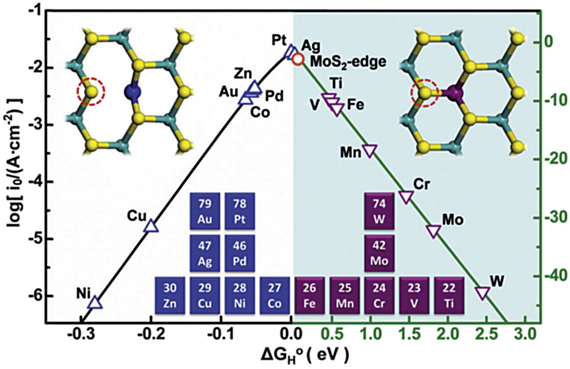 -1
-2
-3
-4
-5
-6
log[ i₀/(A·cm⁻²)]
Pt
Ag
MoS₂-edge
Zn
Au
Pd
Co
Ti
V
Fe
Mn
Cu
Cr
Mo
Ni
W
79
Au
78
Pt
74
W
47
Ag
46
Pd
42
Mo
30
Zn
29
Cu
28
Ni
27
Co
26
Fe
25
Mn
24
Cr
23
V
22
Ti
0
-10
-20
-30
-40
-0.3 -0.2 -0.1 0.0 0.5 1.0 1.5 2.0 2.5
ΔG_H° ( eV )